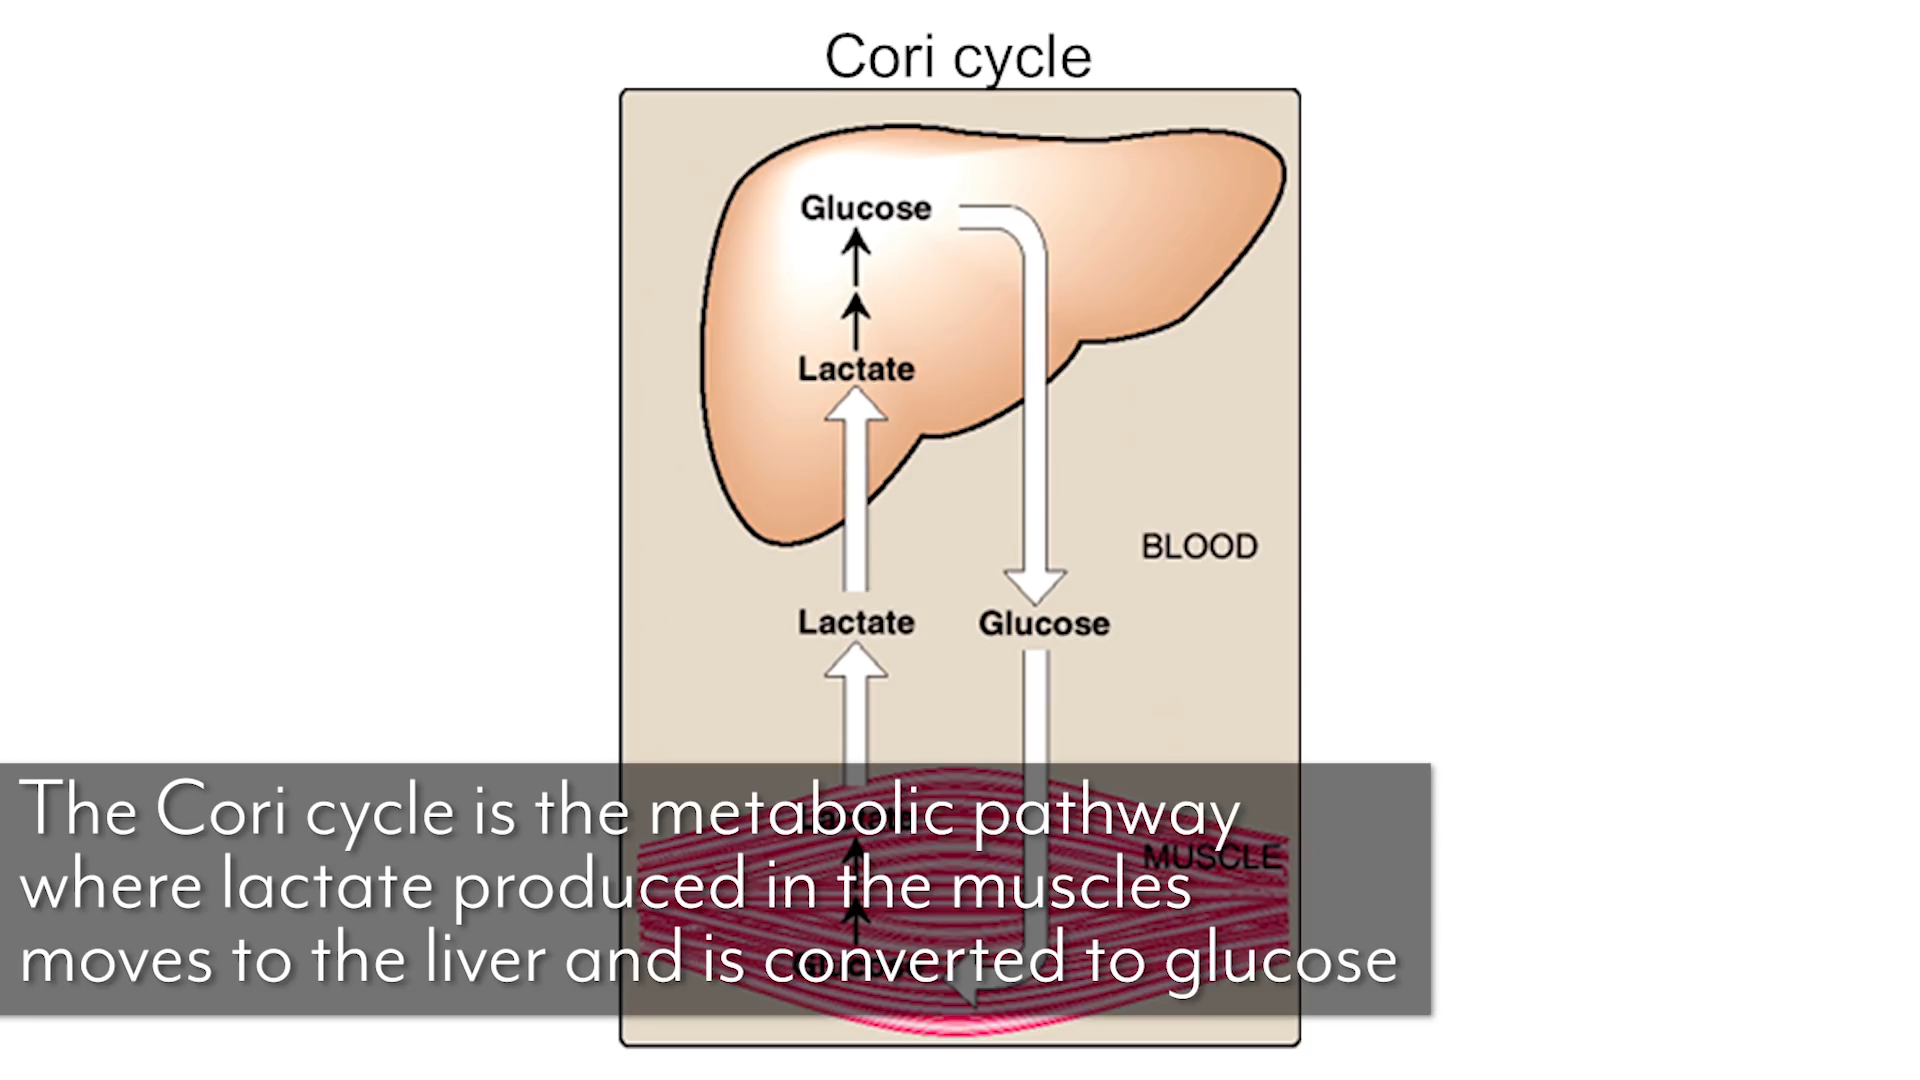 Cori cycle
Glucose
Lactate
BLOOD
Lactate Glucose
MUSCLE
The Cori cycle is the metabolic pathway
where lactate produced in the muscles
moves to the liver and is converted to glucose